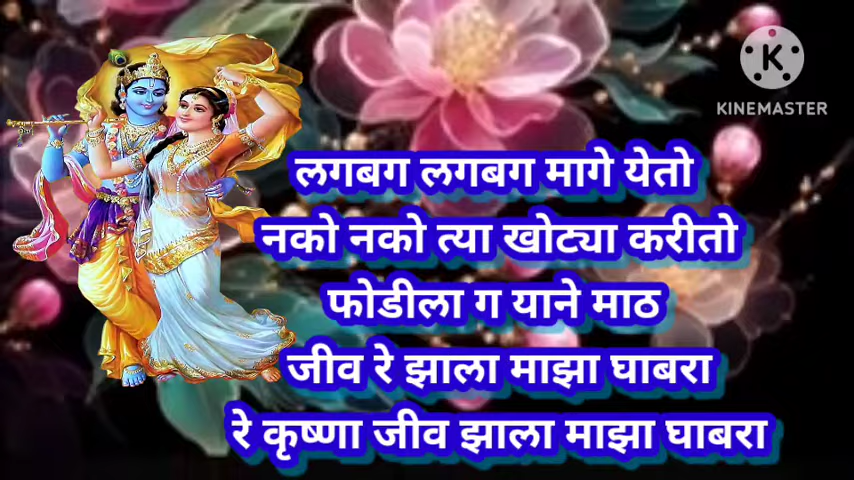 K
KINEMASTER
लगबग लगबग मागे येतो
नको नको त्या खोट्या करीतो
फोडीला ग याने माठ
जीव रे झाला माझा घाबरा
रे कृष्णा जीव झाला माझा घाबरा